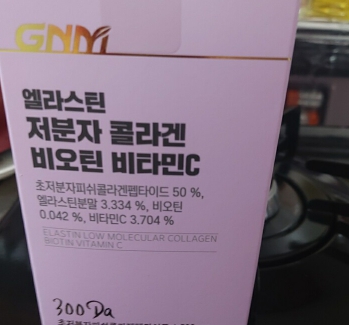 GNM
엘라스틴
저분자 콜라겐
비오틴 비타민C
초저분자피쉬콜라겐펩타이드 50 %,
엘라스틴분말 3.334 %, 비오틴
0.042 %, 비타민C 3.704 %
ELASTIN LOW MOLECULAR COLLAGEN
BIOTIN VITAMIN C
300Da